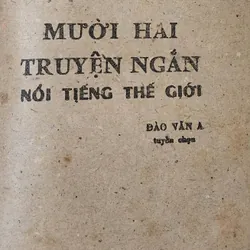 MƯỜI HAI
TRUYỆN NGẮN
NỔI TIẾNG THẾ GIỚI
ĐÀO VĂN A
tuyển chọn